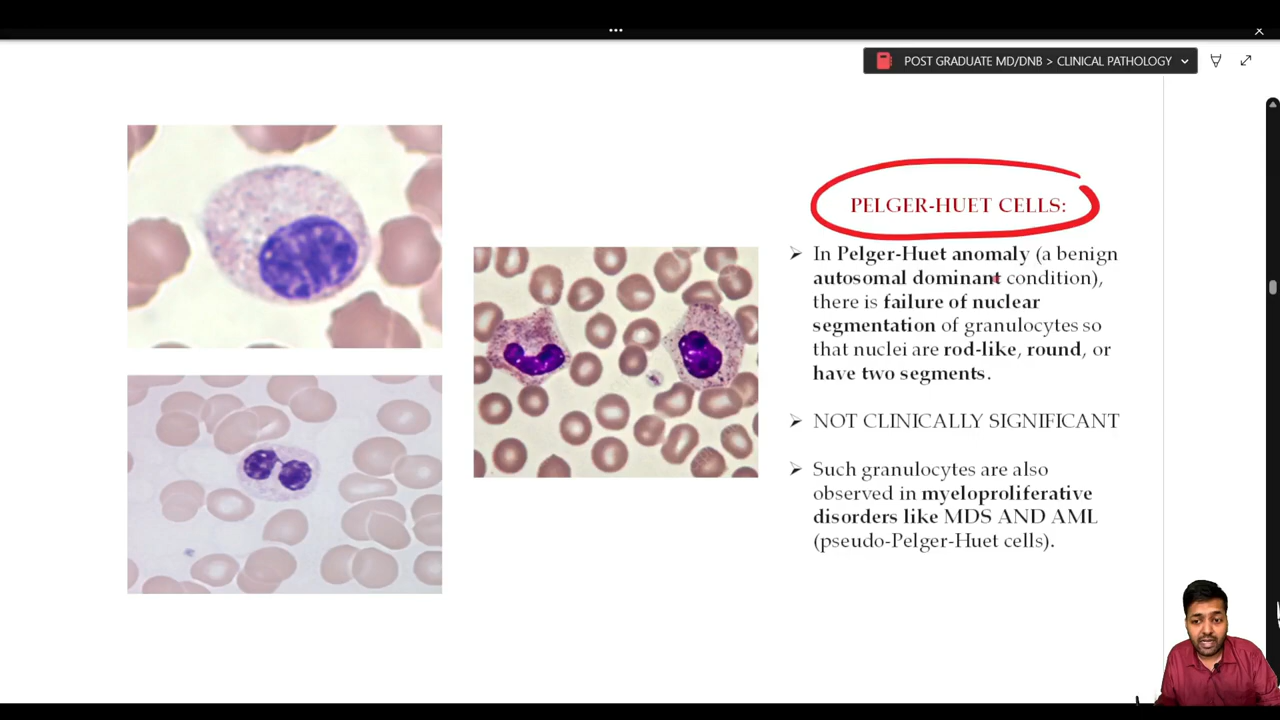 POST GRADUATE MD/DNB > CLINICAL PATHOLOGY
PELGER-HUET CELLS:
➢ In Pelger-Huet anomaly (a benign
autosomal dominant condition),
there is failure of nuclear
segmentation of granulocytes so
that nuclei are rod-like, round, or
have two segments.
➢ NOT CLINICALLY SIGNIFICANT
➢ Such granulocytes are also
observed in myeloproliferative
disorders like MDS AND AML
(pseudo-Pelger-Huet cells).